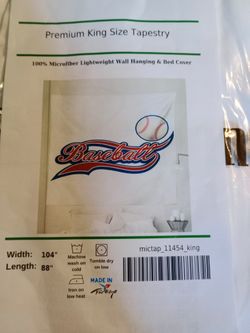 Premium King Size Tapestry
100% Microfiber Lightweight Wall Hanging & Bed Cover
Baseball
mictap_11454_king
Width: 104"
Length: 88"
Machine
wash on
cold
Tumble dry
on low
Iron on
low heat
MADE IN